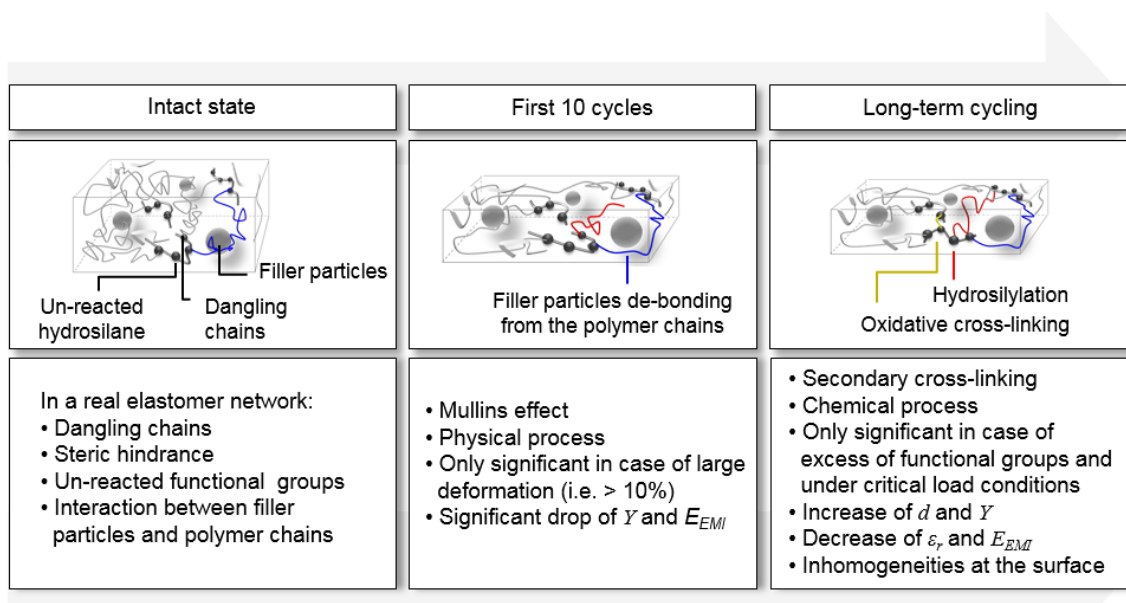 Intact state
First 10 cycles
Long-term cycling
Filler particles
Un-reacted
hydrosilane
Dangling
chains
Filler particles de-bonding
from the polymer chains
Hydrosilylation
Oxidative cross-linking
In a real elastomer network:
• Dangling chains
• Steric hindrance
• Un-reacted functional groups
• Interaction between filler
particles and polymer chains
• Mullins effect
• Physical process
• Only significant in case of large
deformation (i.e. > 10%)
• Significant drop of Y and E_EMI
• Secondary cross-linking
• Chemical process
• Only significant in case of
excess of functional groups and
under critical load conditions
• Increase of d and Y
• Decrease of ε_r and E_EMI
• Inhomogeneities at the surface